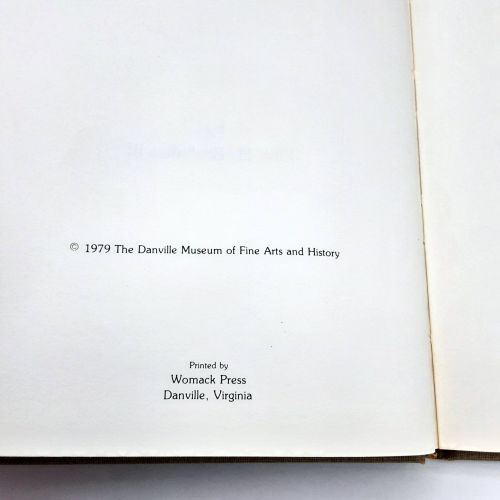 © 1979 The Danville Museum of Fine Arts and History
Printed by
Womack Press
Danville, Virginia